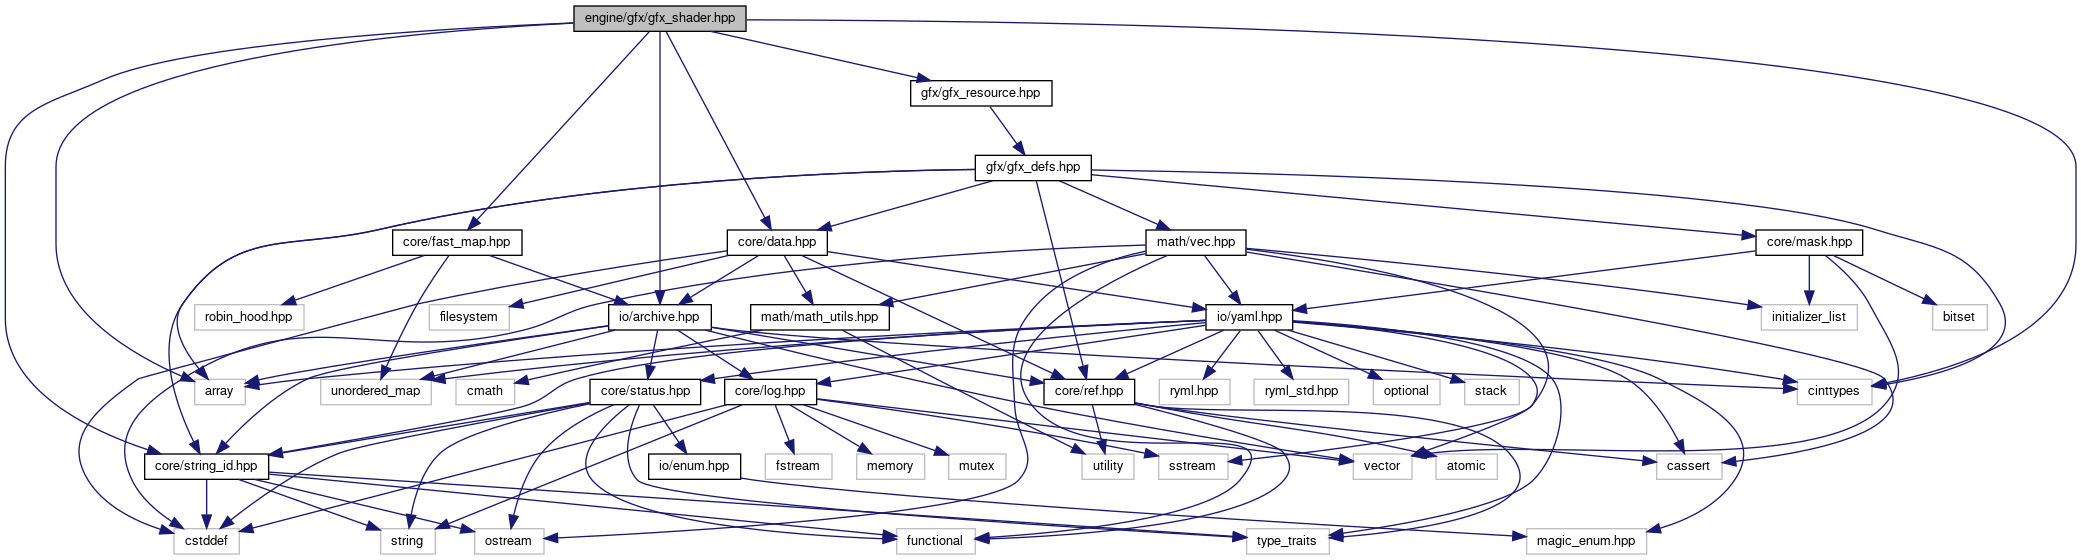 engine/gfx/gfx_shader.hpp
gfx/gfx_resource.hpp
gfx/gfx_defs.hpp
core/fast_map.hpp
core/data.hpp
math/vec.hpp
core/mask.hpp
robin_hood.hpp
filesystem
io/archive.hpp
math/math_utils.hpp
io/yaml.hpp
initializer_list
bitset
array
unordered_map
cmath
core/status.hpp
core/log.hpp
core/ref.hpp
ryml.hpp
ryml_std.hpp
optional
stack
cinttypes
core/string_id.hpp
io/enum.hpp
fstream
memory
mutex
utility
sstream
vector
atomic
cassert
cstddef
string
ostream
functional
type_traits
magic_enum.hpp